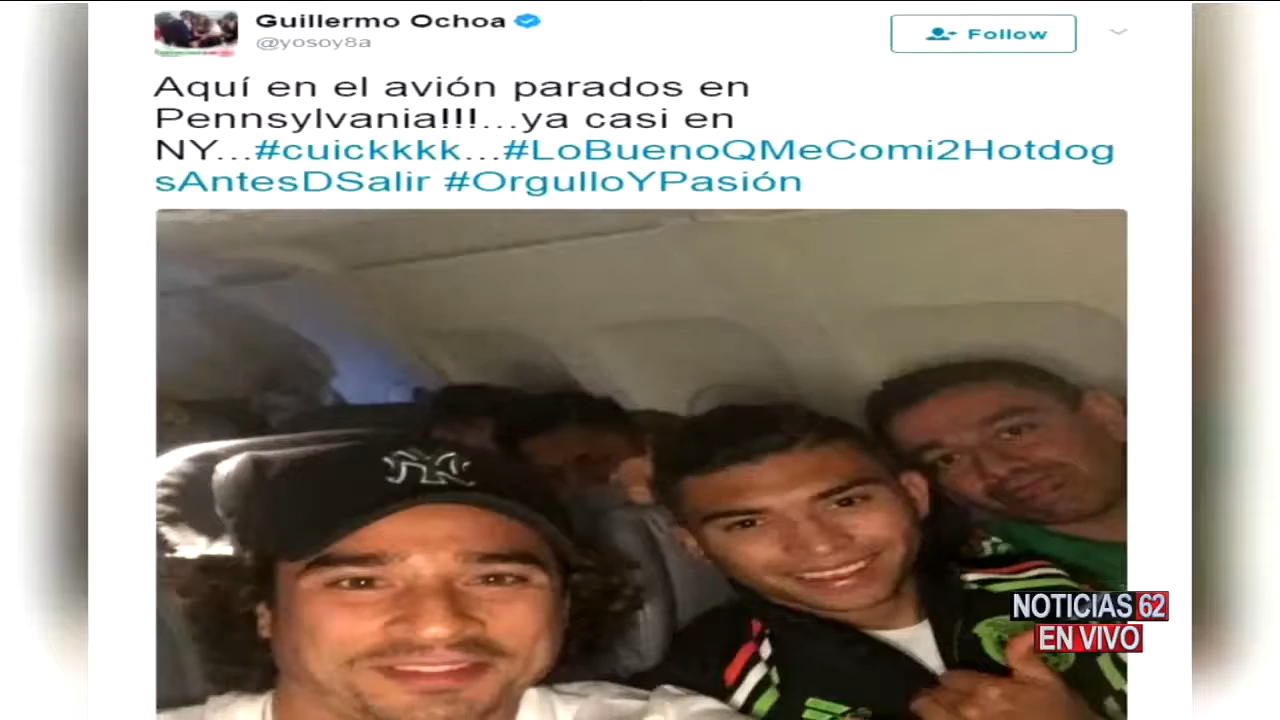 Guillermo Ochoa
@yosoy8a
Follow
Aquí en el avión parados en
Pennsylvania!!!...ya casi en
NY...#cuickkkk...#LoBuenoQMeComi2Hotdog
sAntesDSalir #OrgulloYPasión
NY
NOTICIAS 62
EN VIVO